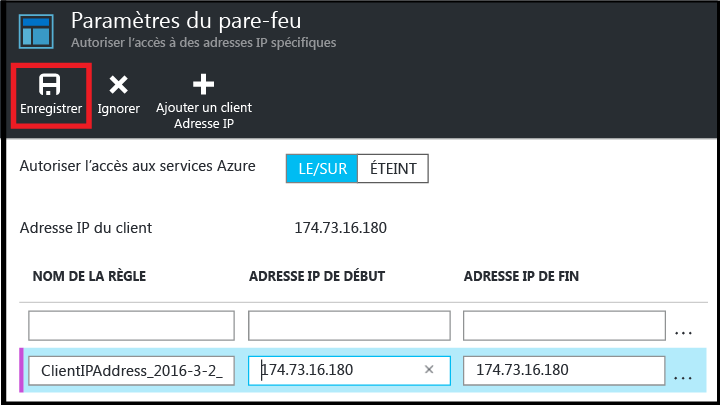 Paramètres du pare-feu
Autoriser l'accès à des adresses IP spécifiques
Enregistrer
Ignorer
Ajouter un client
Adresse IP
Autoriser l'accès aux services Azure
LE/SUR
ÉTEINT
Adresse IP du client
174.73.16.180
NOM DE LA RÈGLE
ADRESSE IP DE DÉBUT
ADRESSE IP DE FIN
...
ClientIPAddress_2016-3-2_
174.73.16.180
174.73.16.180
...